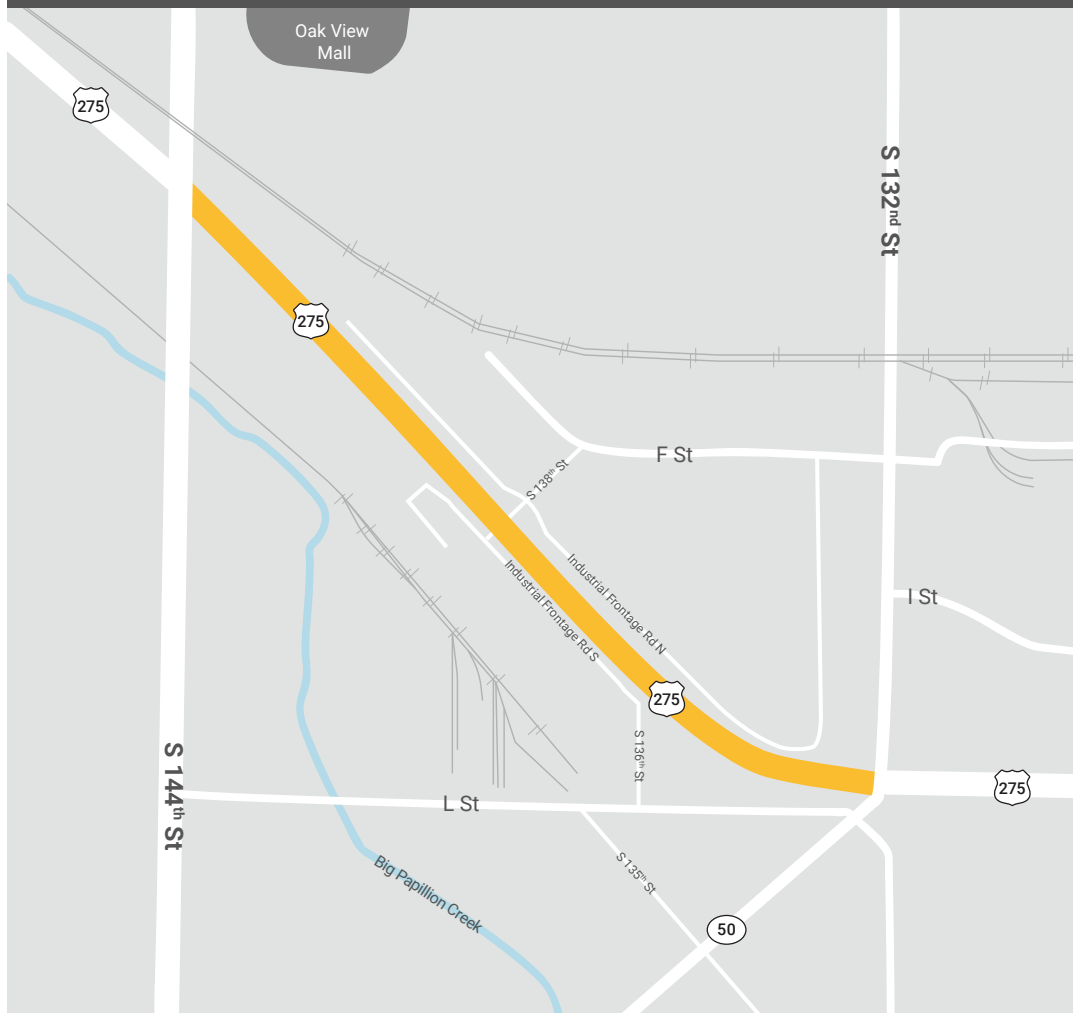 Oak View
Mall
275
S 132nd St
275
F St
S 138th St
Industrial Frontage Rd N
Industrial Frontage Rd S
I St
275
S 136th St
S 144th St
275
L St
S 135th St
Big Papillion Creek
50